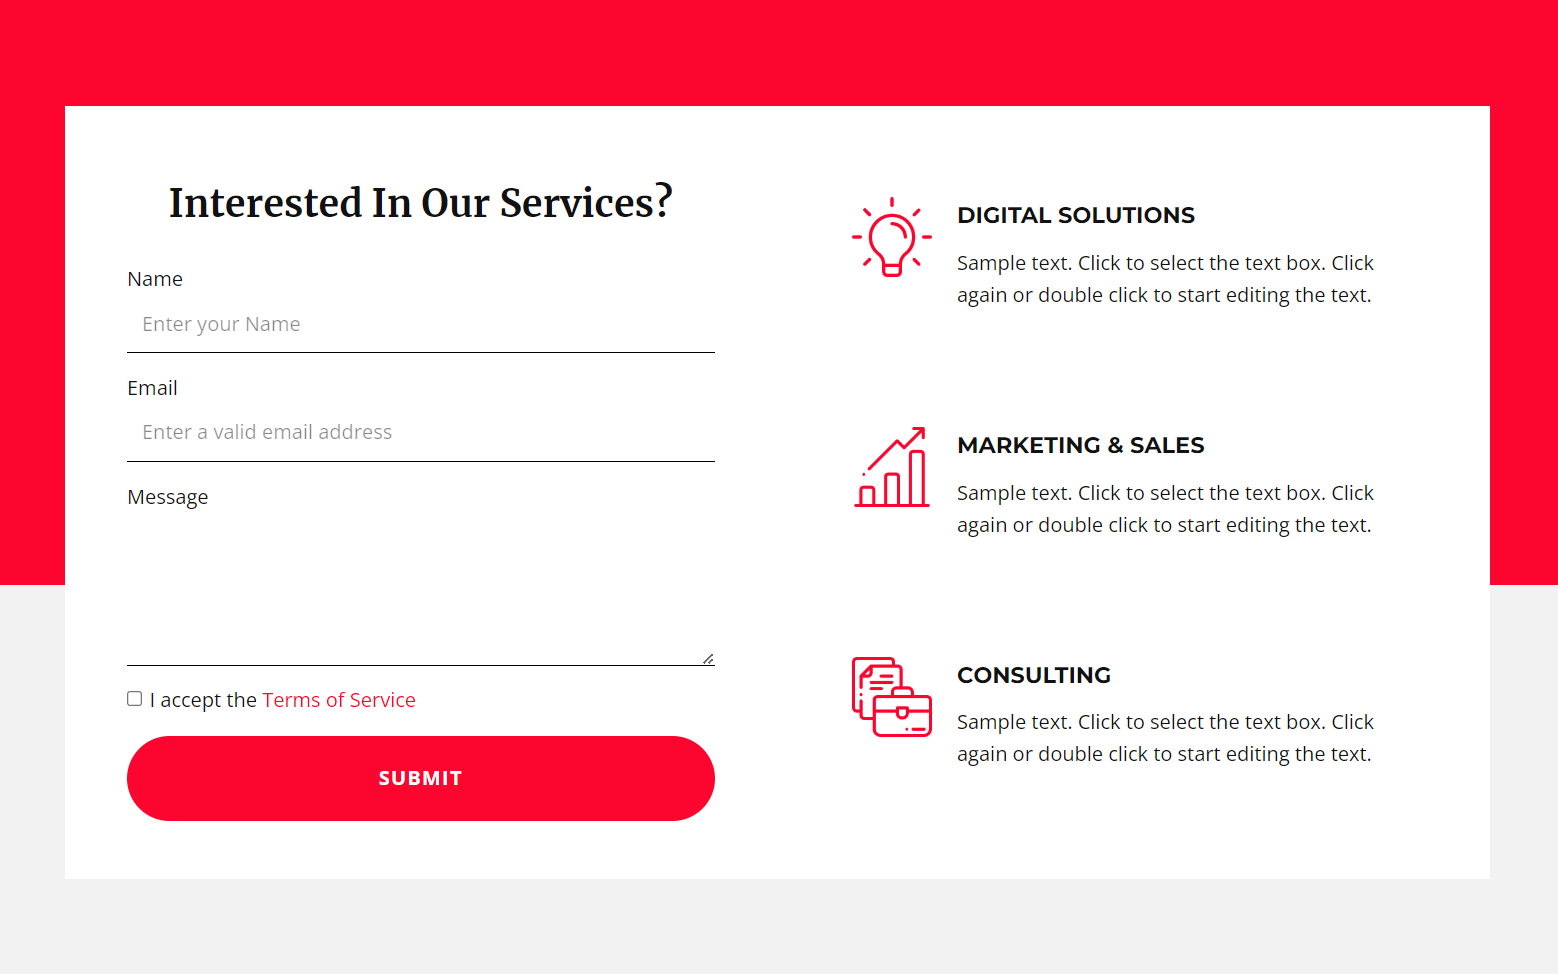 Interested In Our Services?
Name
Enter your Name
Email
Enter a valid email address
Message
I accept the Terms of Service
SUBMIT
DIGITAL SOLUTIONS
Sample text. Click to select the text box. Click
again or double click to start editing the text.
MARKETING & SALES
Sample text. Click to select the text box. Click
again or double click to start editing the text.
CONSULTING
Sample text. Click to select the text box. Click
again or double click to start editing the text.